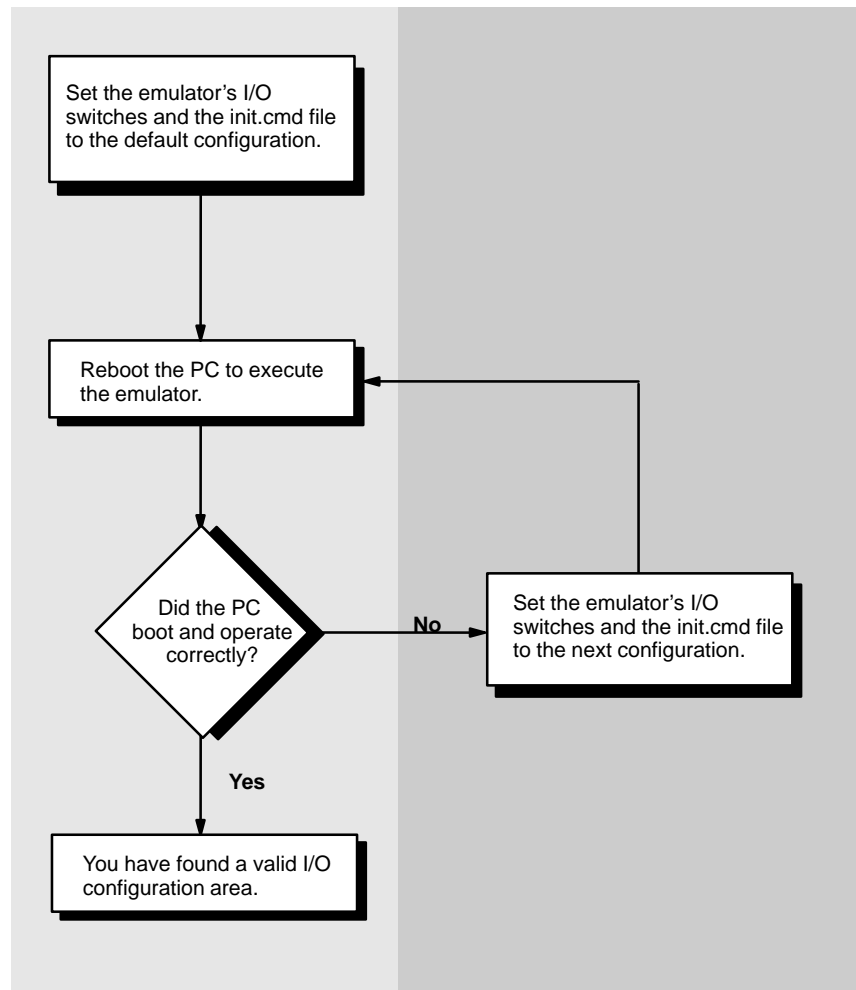 Set the emulator's I/O
switches and the init.cmd file
to the default configuration.
Reboot the PC to execute
the emulator.
Did the PC
boot and operate
correctly?
No
Set the emulator's I/O
switches and the init.cmd file
to the next configuration.
Yes
You have found a valid I/O
configuration area.